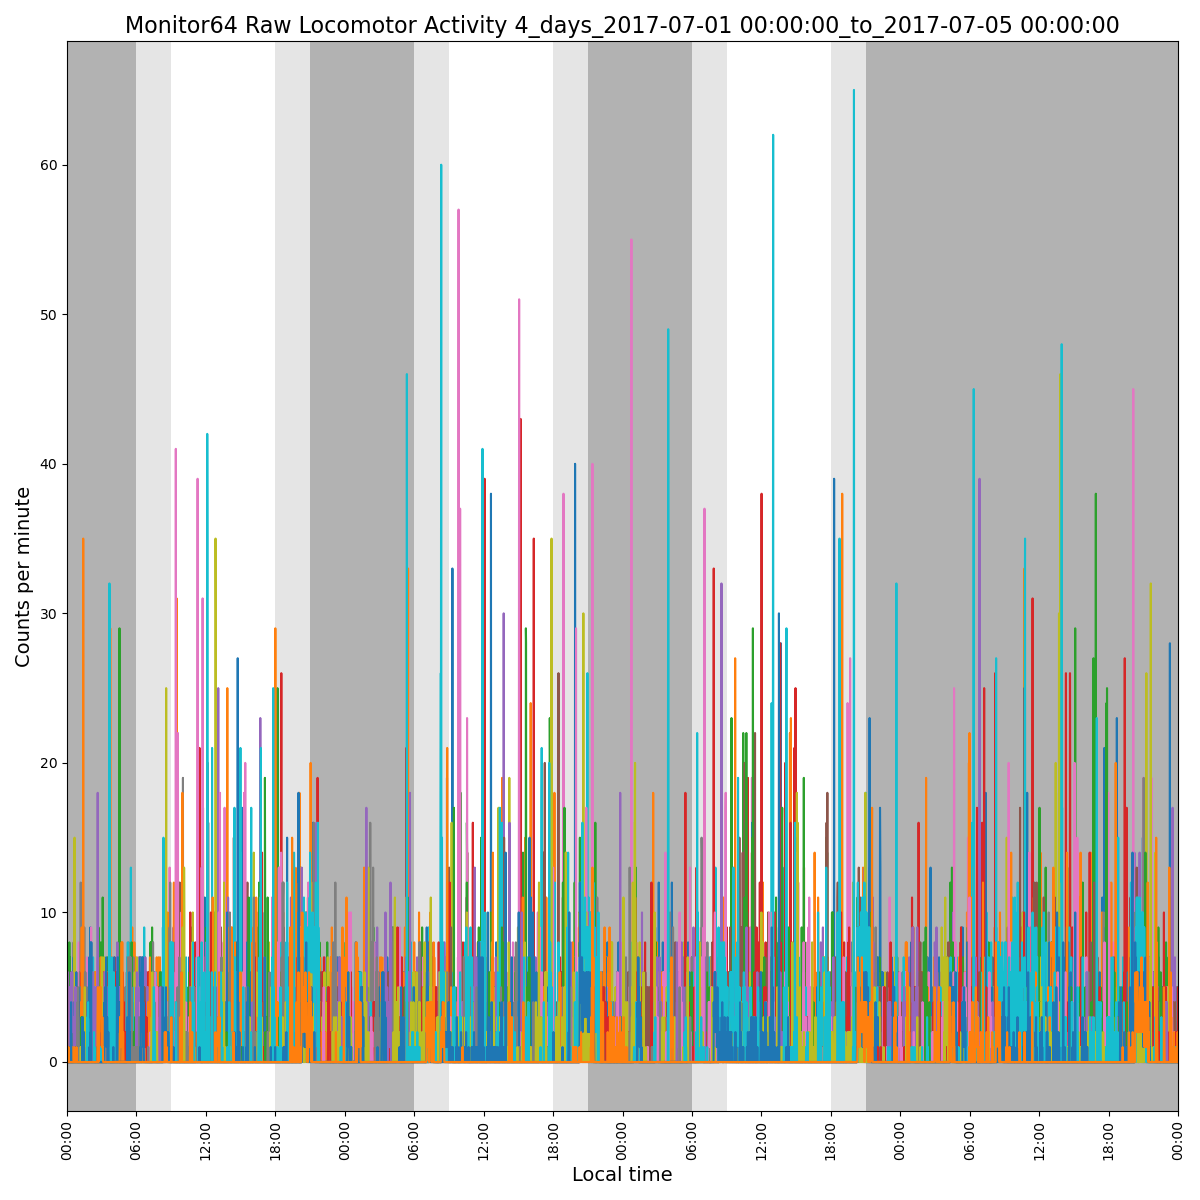 Monitor64 Raw Locomotor Activity 4_days_2017-07-01 00:00:00_to_2017-07-05 00:00:00
Counts per minute
60
50
40
30
20
10
0
00:00 06:00 12:00 18:00 00:00 06:00 12:00 18:00 00:00 06:00 12:00 18:00 00:00 06:00 12:00 18:00 00:00
Local time